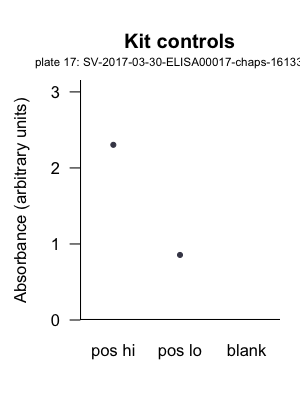 Kit controls
plate 17: SV-2017-03-30-ELISA00017-chaps-16133
Absorbance (arbitrary units)
3
2
1
0
pos hi pos lo blank